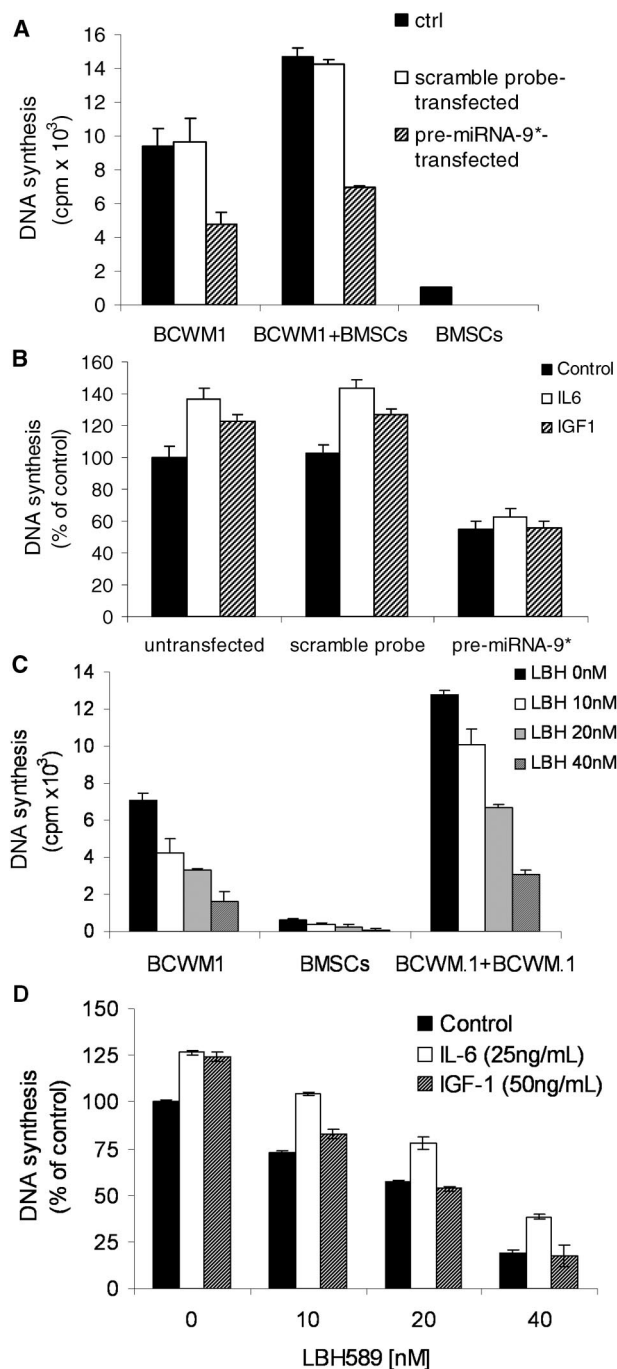 A
ctrl
scramble probe-
transfected
pre-miRNA-9*-
transfected
DNA synthesis
(cpm x 10³)
16
14
12
10
8
6
4
2
0
BCWM1
BCWM1+BMSCs
BMSCs
B
Control
IL6
IGF1
DNA synthesis
(% of control)
160
140
120
100
80
60
40
20
0
untransfected
scramble probe
pre-miRNA-9*
C
LBH 0nM
LBH 10nM
LBH 20nM
LBH 40nM
DNA synthesis
(cpm x10³)
14
12
10
8
6
4
2
0
BCWM1
BMSCs
BCWM.1+BCWM.1
D
Control
IL-6 (25ng/mL)
IGF-1 (50ng/mL)
DNA synthesis
(% of control)
150
125
100
75
50
25
0
0
10
20
40
LBH589 [nM]